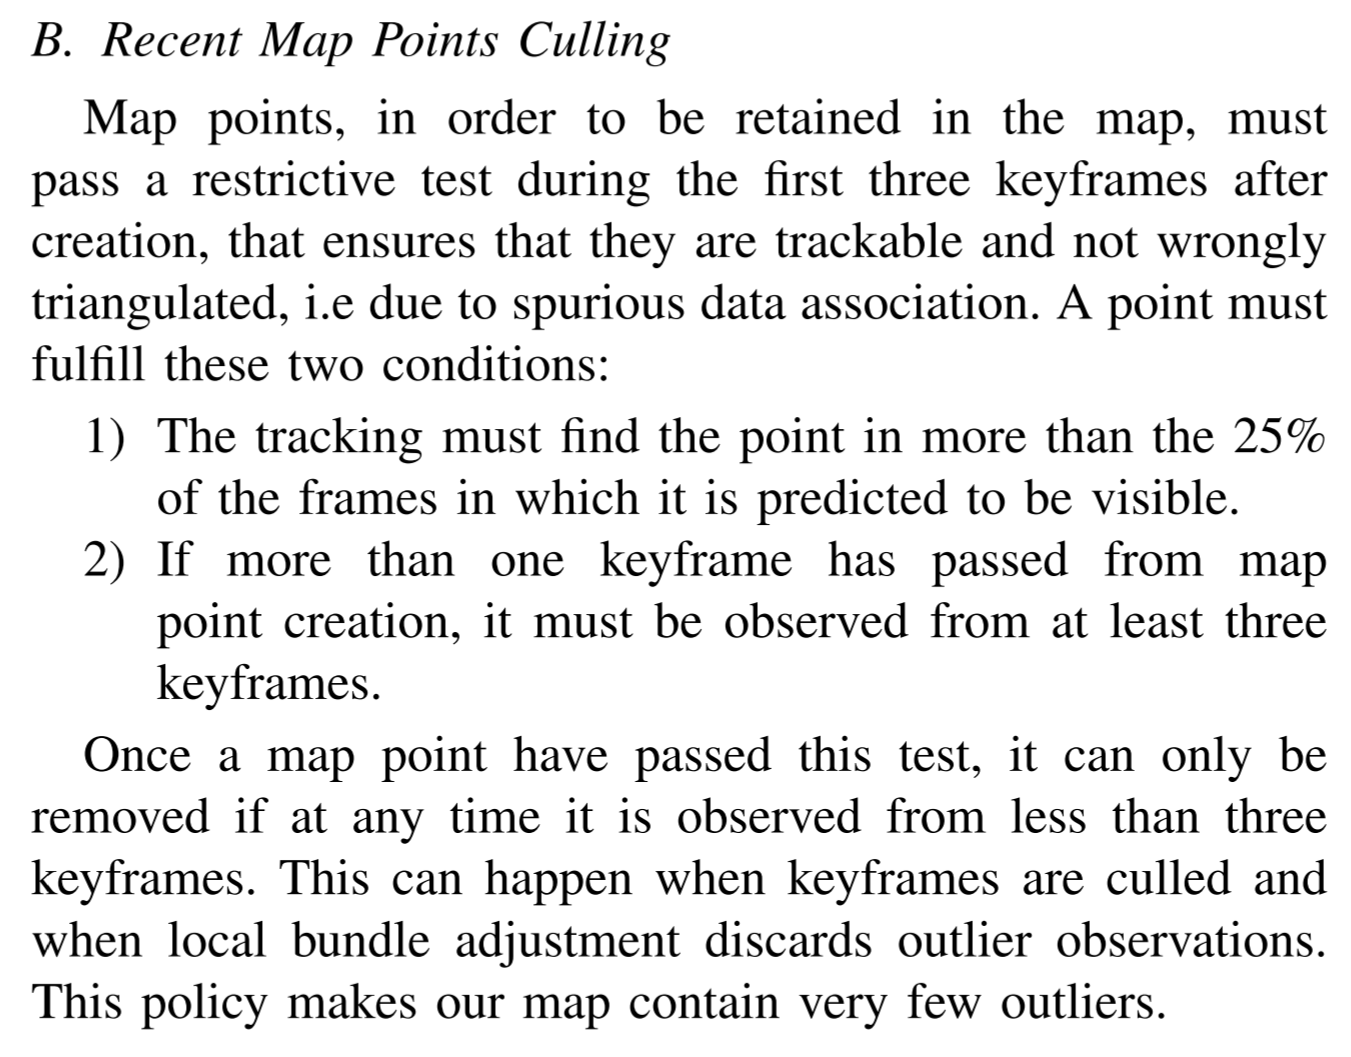 B. Recent Map Points Culling
Map points, in order to be retained in the map, must
pass a restrictive test during the first three keyframes after
creation, that ensures that they are trackable and not wrongly
triangulated, i.e due to spurious data association. A point must
fulfill these two conditions:
1) The tracking must find the point in more than the 25%
of the frames in which it is predicted to be visible.
2) If more than one keyframe has passed from map
point creation, it must be observed from at least three
keyframes.
Once a map point have passed this test, it can only be
removed if at any time it is observed from less than three
keyframes. This can happen when keyframes are culled and
when local bundle adjustment discards outlier observations.
This policy makes our map contain very few outliers.